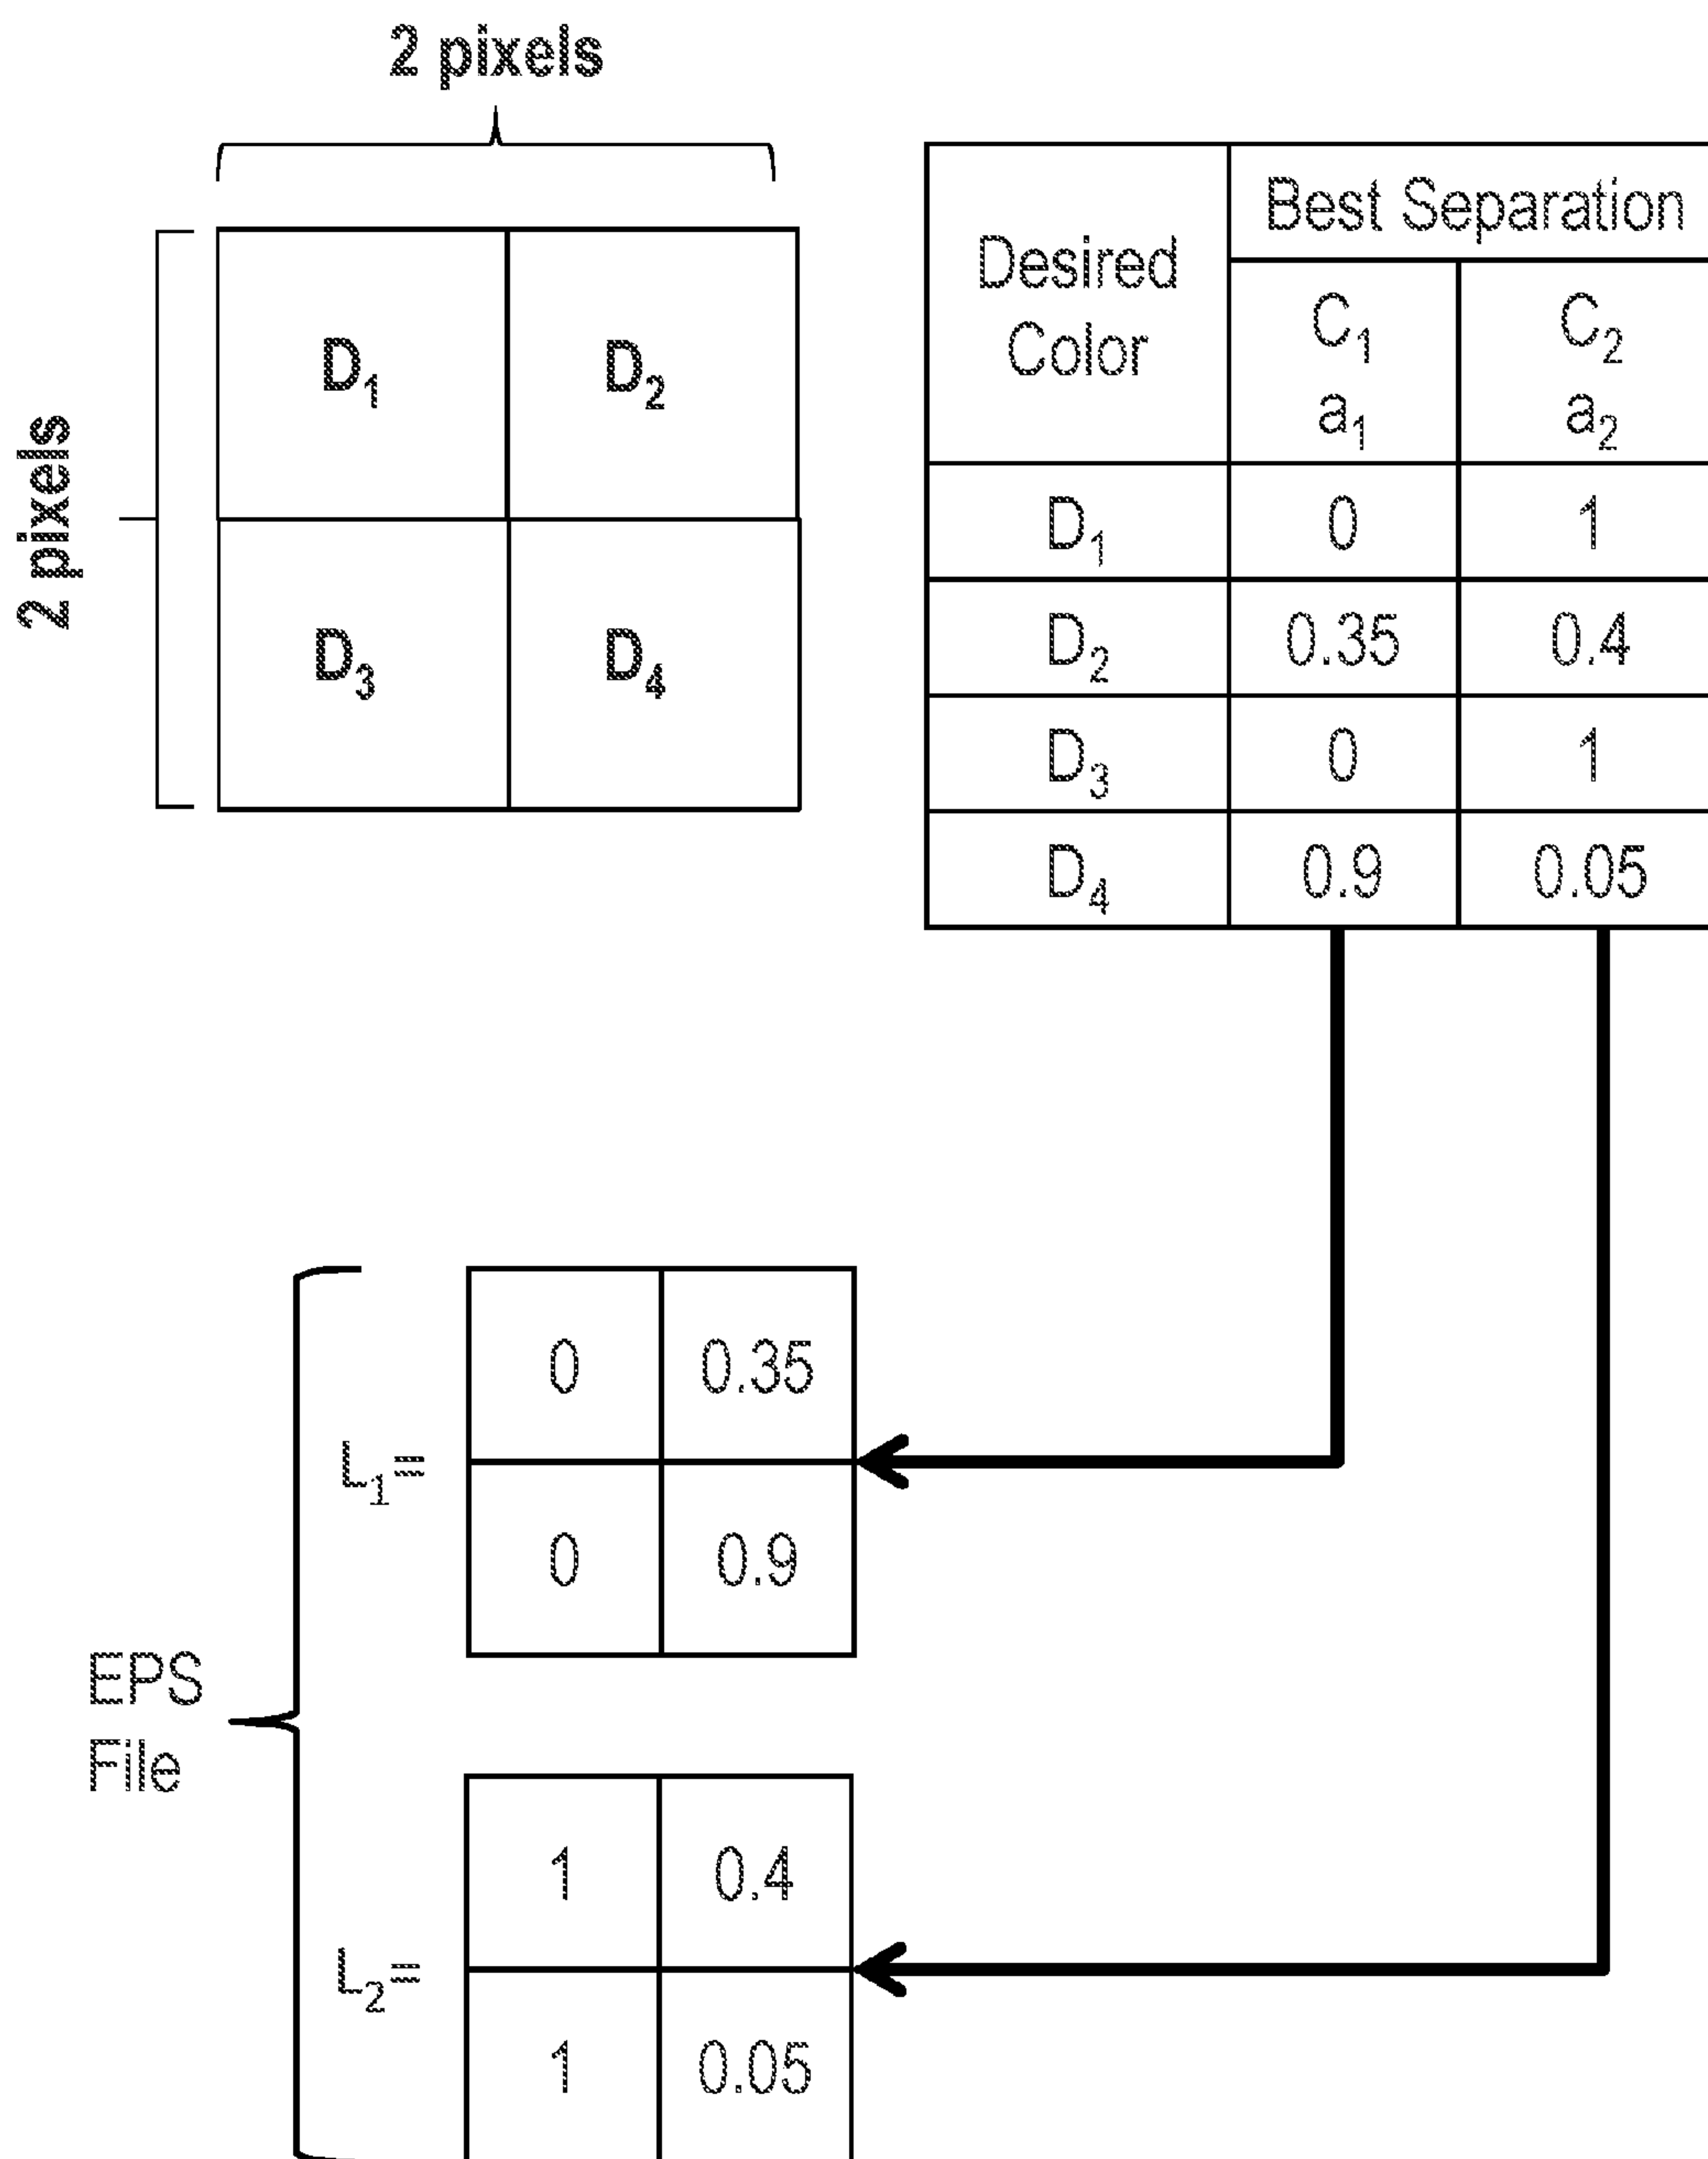 2 pixels
2 pixels
D₁ D₂
D₃ D₄
Desired Color
Best Separation
C₁ a₁
C₂ a₂
D₁ 0 1
D₂ 0.35 0.4
D₃ 0 1
D₄ 0.9 0.05
EPS
File
L₁=
0 0.35
0 0.9
L₂=
1 0.4
1 0.05